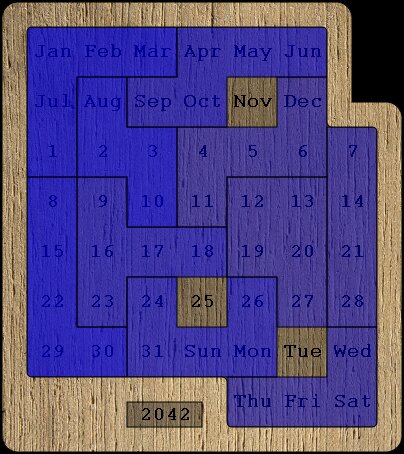 Jan Feb Mar Apr May Jun
Jul Aug Sep Oct Nov Dec
1 2 3 4 5 6 7
8 9 10 11 12 13 14
15 16 17 18 19 20 21
22 23 24 25 26 27 28
29 30 31 Sun Mon Tue Wed
Thu Fri Sat
2042